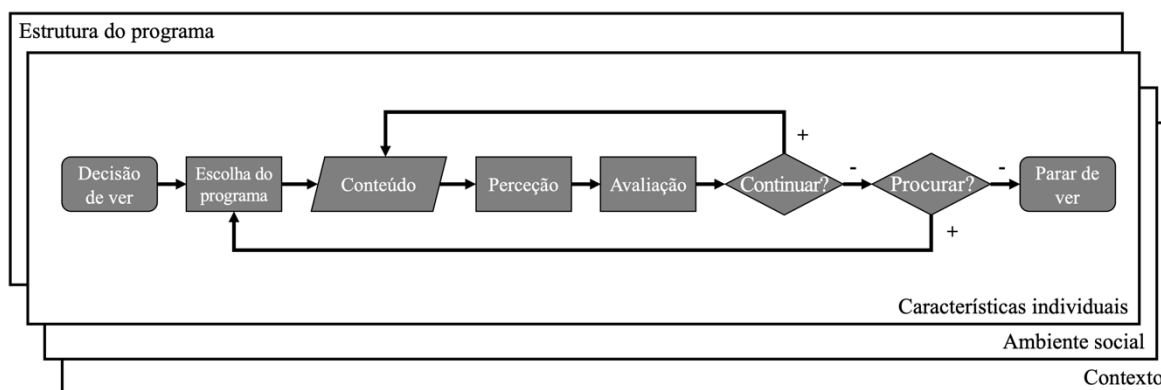 Estrutura do programa
Decisão
de ver
Escolha do
programa
Conteúdo
Perceção
Avaliação
Continuar?
+
-
Procurar?
+
-
Parar de
ver
Características individuais
Ambiente social
Contexto